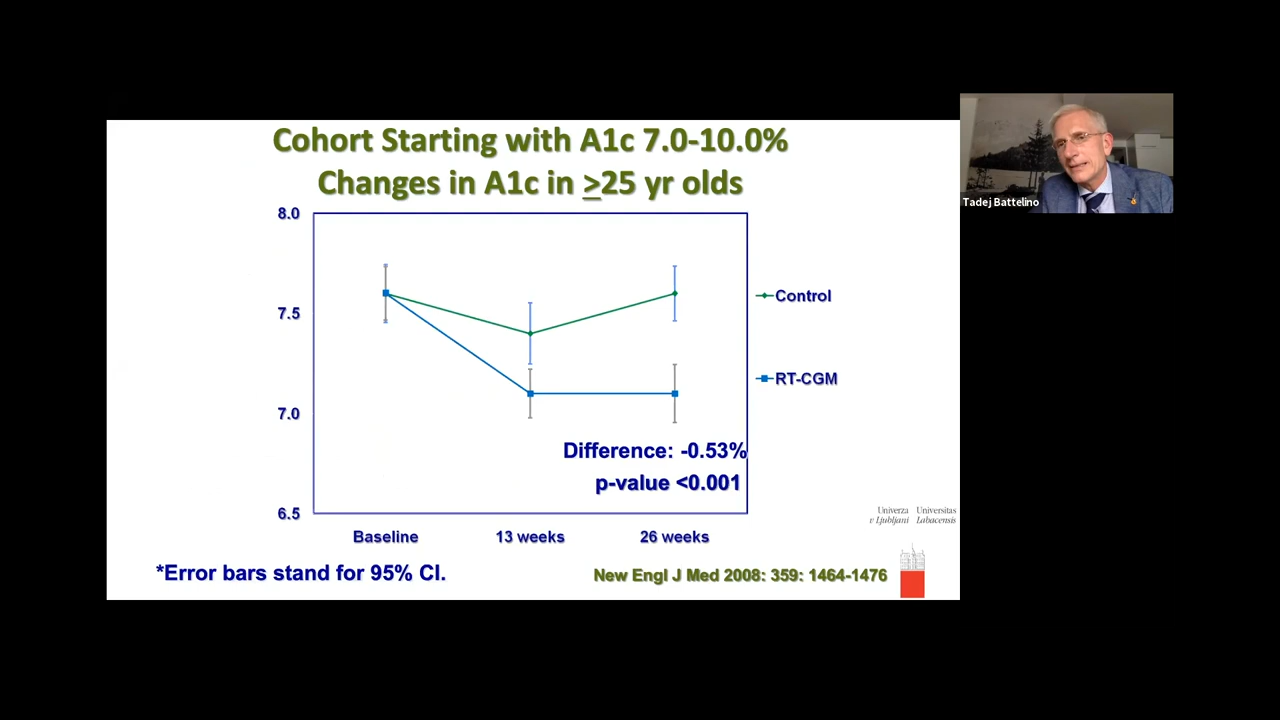 Cohort Starting with A1c 7.0-10.0%
Changes in A1c in ≥25 yr olds
8.0
7.5
7.0
6.5
Control
RT-CGM
Difference: -0.53%
p-value <0.001
Baseline
13 weeks
26 weeks
*Error bars stand for 95% CI.
New Engl J Med 2008: 359: 1464-1476
Univerza
v Ljubljani
Universitas
Labacensis
Tadej Battelino